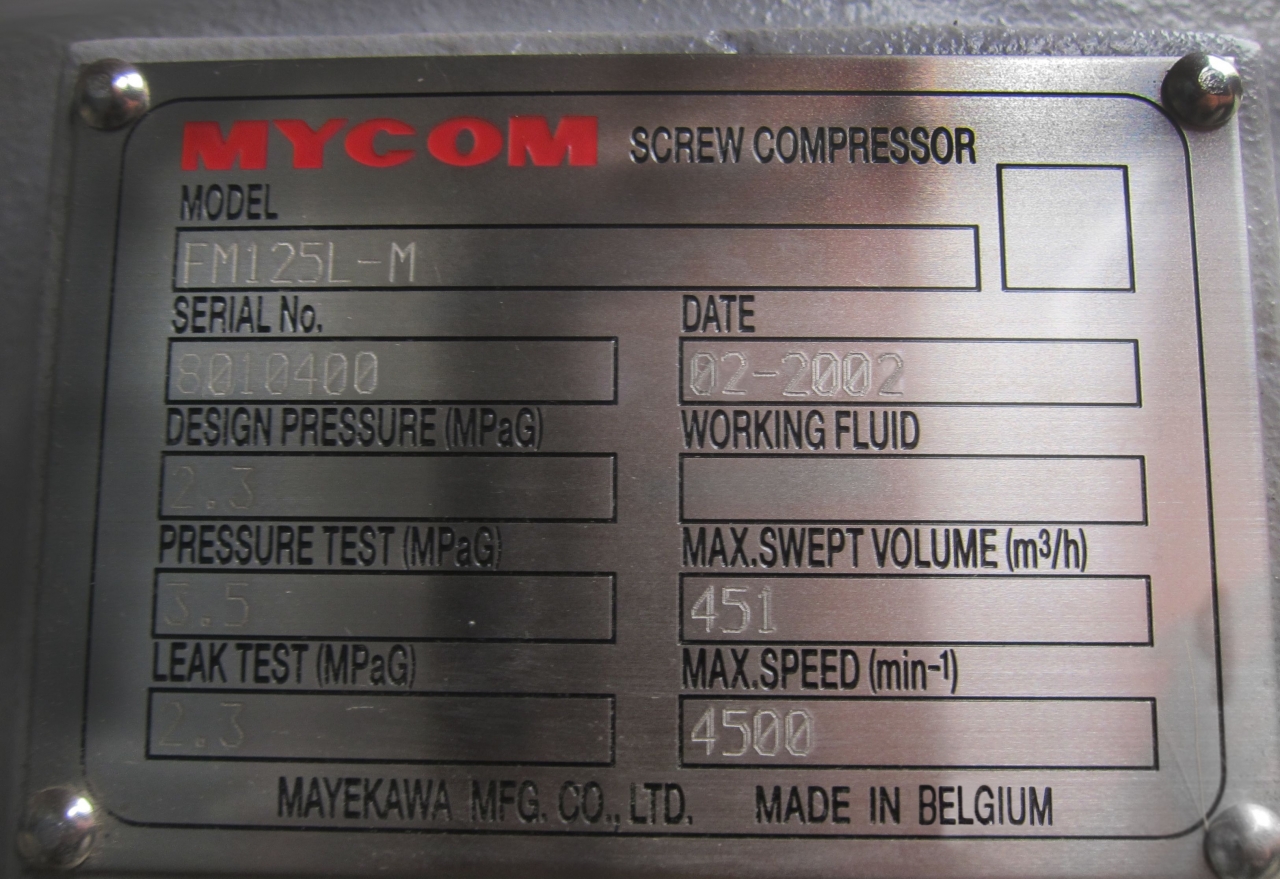 MYCOM SCREW COMPRESSOR
MODEL
FM125L-M
SERIAL No. DATE
8010400 02-2002
DESIGN PRESSURE (MPaG) WORKING FLUID
2.3
PRESSURE TEST (MPaG) MAX.SWEPT VOLUME (m³/h)
3.5 451
LEAK TEST (MPaG) MAX.SPEED (min⁻¹)
2.3 4500
MAYEKAWA MFG. CO., LTD. MADE IN BELGIUM